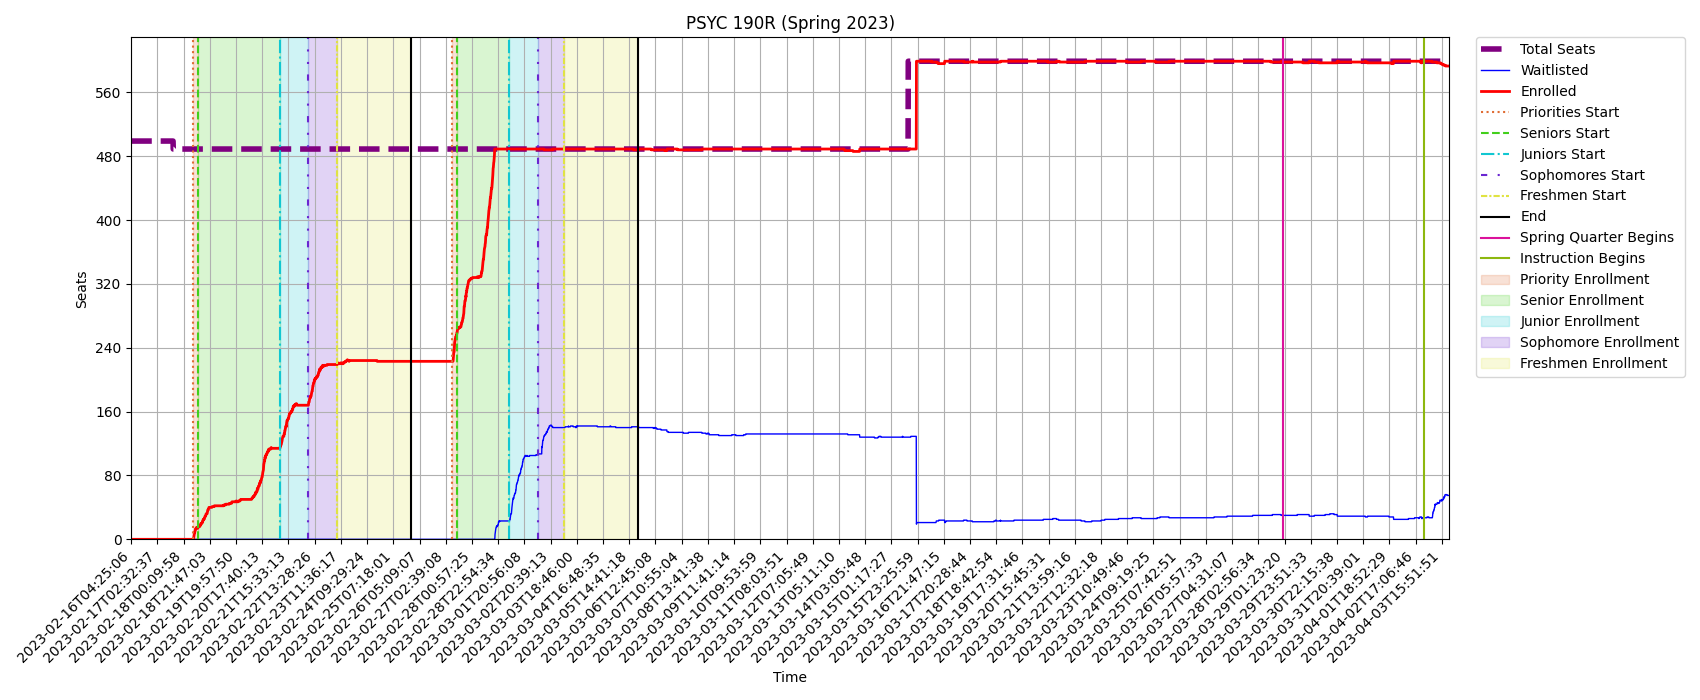 PSYC 190R (Spring 2023)
Seats
560
480
400
320
240
160
80
0
2023-02-16T04:25:06
2023-02-17T02:32:37
2023-02-18T00:09:58
2023-02-18T21:47:03
2023-02-19T19:57:50
2023-02-20T17:40:13
2023-02-21T15:33:13
2023-02-22T13:28:26
2023-02-23T11:36:17
2023-02-24T09:29:24
2023-02-25T07:18:01
2023-02-26T05:09:07
2023-02-27T02:39:08
2023-02-28T00:57:25
2023-02-28T22:54:34
2023-03-01T20:56:08
2023-03-02T20:39:13
2023-03-03T18:46:00
2023-03-04T16:48:35
2023-03-05T14:41:18
2023-03-06T12:45:08
2023-03-07T10:55:04
2023-03-08T13:41:38
2023-03-09T11:41:14
2023-03-10T09:53:59
2023-03-11T08:03:51
2023-03-12T07:05:49
2023-03-13T05:11:10
2023-03-14T03:05:48
2023-03-15T01:17:27
2023-03-15T23:25:59
2023-03-16T21:47:15
2023-03-17T20:28:44
2023-03-18T18:42:54
2023-03-19T17:31:46
2023-03-20T15:45:31
2023-03-21T13:59:16
2023-03-22T12:32:18
2023-03-23T10:49:46
2023-03-24T09:19:25
2023-03-25T07:42:51
2023-03-26T05:57:33
2023-03-27T04:31:07
2023-03-28T02:56:34
2023-03-29T01:23:20
2023-03-29T23:51:33
2023-03-30T22:15:38
2023-03-31T20:39:01
2023-04-01T18:52:29
2023-04-02T17:06:46
2023-04-03T15:51:51
Time
Total Seats
Waitlisted
Enrolled
Priorities Start
Seniors Start
Juniors Start
Sophomores Start
Freshmen Start
End
Spring Quarter Begins
Instruction Begins
Priority Enrollment
Senior Enrollment
Junior Enrollment
Sophomore Enrollment
Freshmen Enrollment